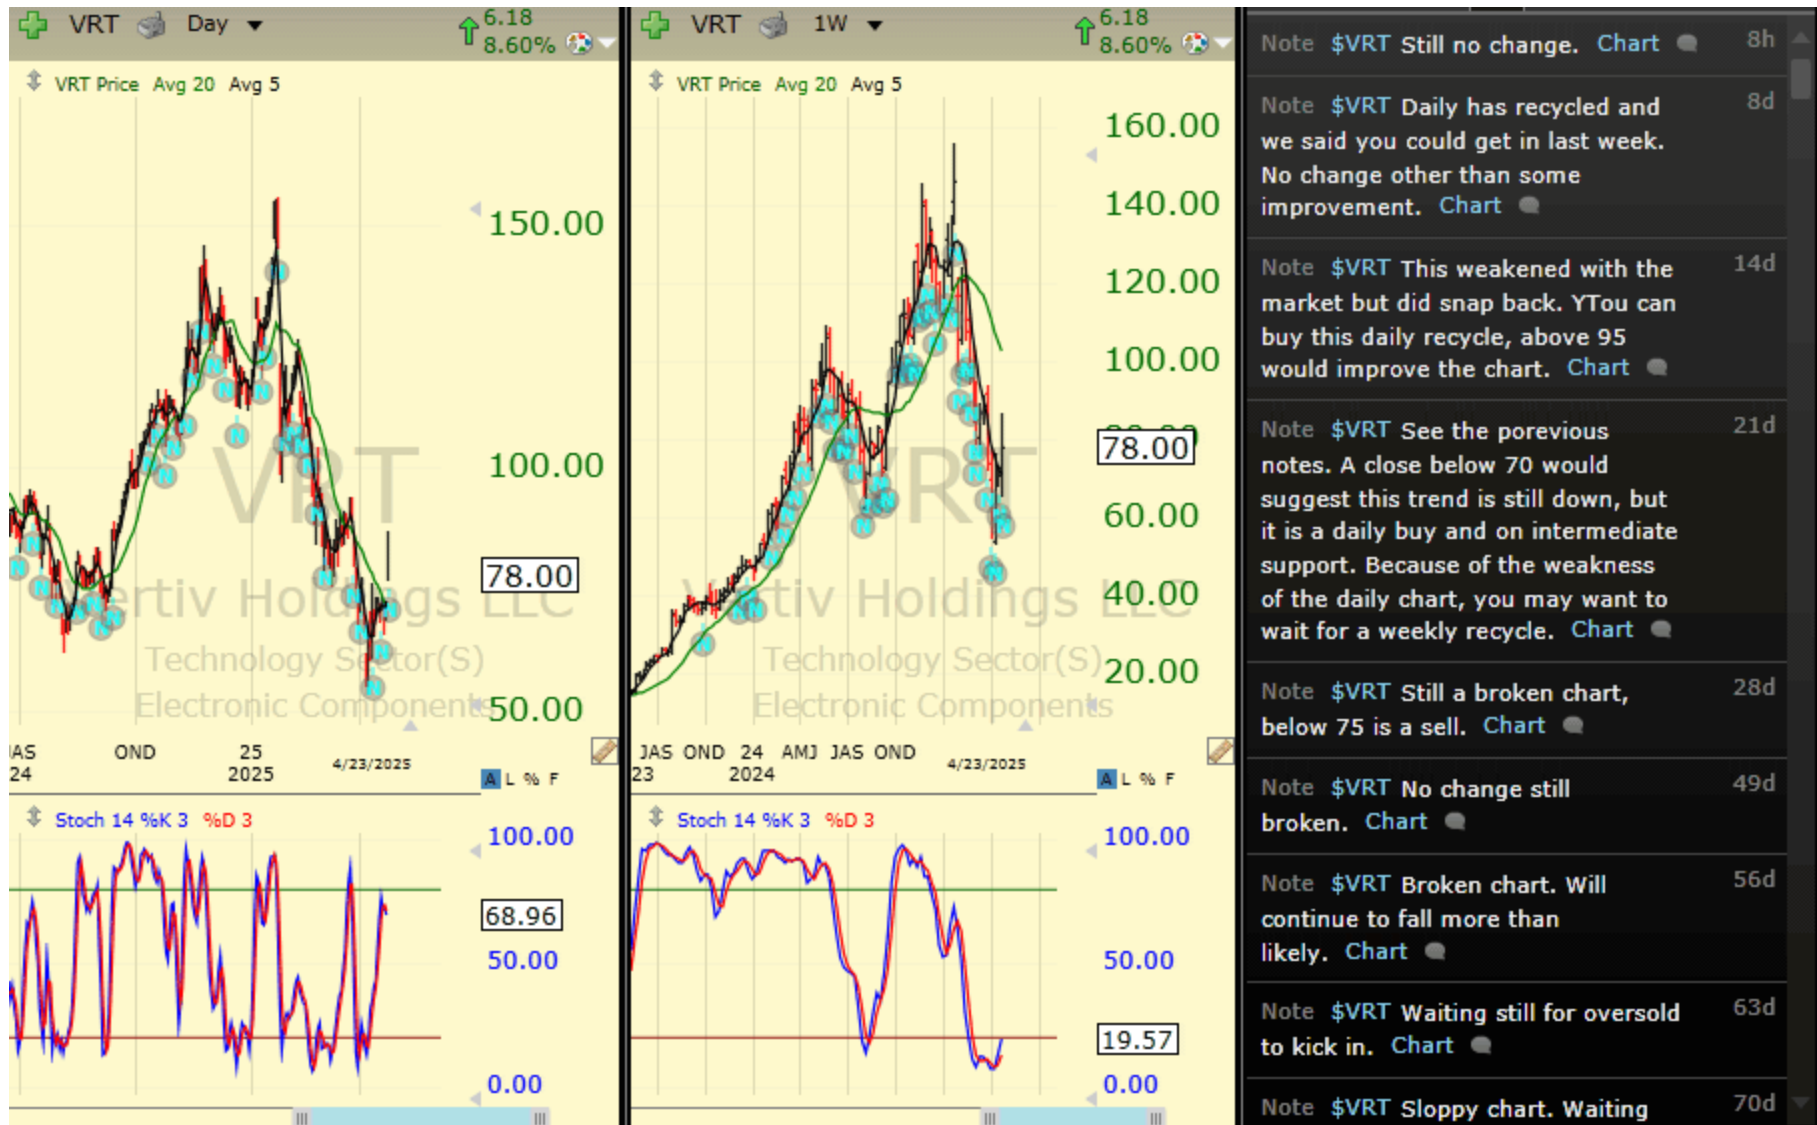 VRT Day
6.18
8.60%
VRT Price Avg 20 Avg 5
150.00
100.00
78.00
50.00
VRT
Vertiv Holdings LLC
Technology Sector(S)
Electronic Components
JAS OND 25
24 2025 4/23/2025
A L % F
Stoch 14 %K 3 %D 3
100.00
68.96
50.00
0.00
VRT 1W
6.18
8.60%
VRT Price Avg 20 Avg 5
160.00
140.00
120.00
100.00
80.00
78.00
60.00
40.00
20.00
VRT
Vertiv Holdings LLC
Technology Sector(S)
Electronic Components
JAS OND 24 AMJ JAS OND
23 2024 4/23/2025
A L % F
Stoch 14 %K 3 %D 3
100.00
50.00
19.57
0.00
Note $VRT Still no change. Chart 8h
Note $VRT Daily has recycled and 8d
we said you could get in last week.
No change other than some
improvement. Chart
Note $VRT This weakened with the 14d
market but did snap back. YTou can
buy this daily recycle, above 95
would improve the chart. Chart
Note $VRT See the porevious 21d
notes. A close below 70 would
suggest this trend is still down, but
it is a daily buy and on intermediate
support. Because of the weakness
of the daily chart, you may want to
wait for a weekly recycle. Chart
Note $VRT Still a broken chart, 28d
below 75 is a sell. Chart
Note $VRT No change still 49d
broken. Chart
Note $VRT Broken chart. Will 56d
continue to fall more than
likely. Chart
Note $VRT Waiting still for oversold 63d
to kick in. Chart
Note $VRT Sloppy chart. Waiting 70d